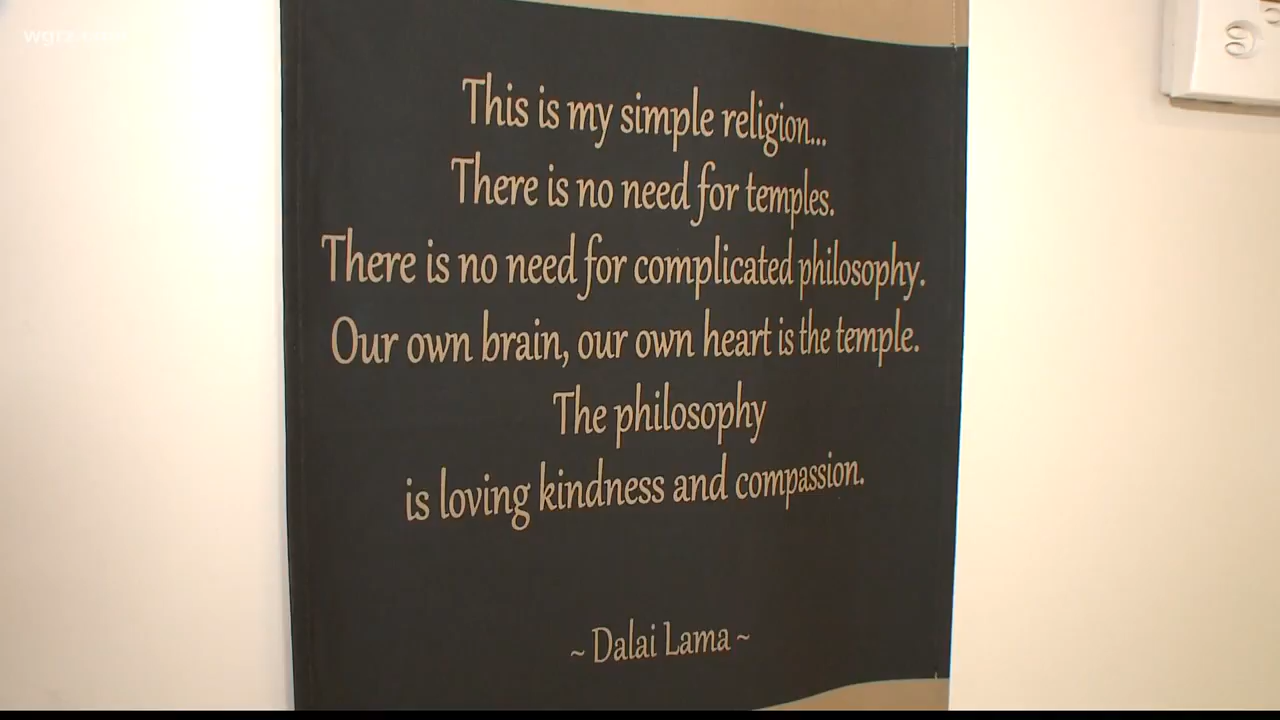 This is my simple religion...
There is no need for temples.
There is no need for complicated philosophy.
Our own brain, our own heart is the temple.
The philosophy
is loving kindness and compassion.
~ Dalai Lama ~